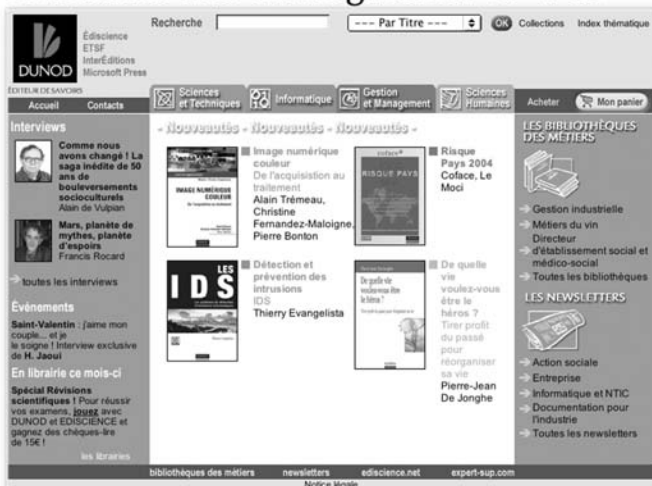 Recherche
--- Par Titre ---
OK
Collections
Index thématique
DUNOD
Édiscience
ETSF
InterÉditions
Microsoft Press
ÉDITEUR DE SAVOIRS
Accueil
Contacts
Sciences
et Techniques
Informatique
Gestion
et Management
Sciences
Humaines
Acheter
Mon panier
Interviews
Comme nous
avons changé ! La
saga inédite de 50
ans de
bouleversements
socioculturels
Alain de Vulpian
Mars, planète de
mythes, planète
d'espoirs
Francis Rocard
toutes les interviews
Événements
Saint-Valentin : j'aime mon
couple... et je
le soigne ! Interview exclusive
de H. Jaoui
En librairie ce mois-ci
Spécial Révisions
scientifiques ! Pour réussir
vos examens, jouez avec
DUNOD et EDISCIENCE et
gagnez des chèques-lire
de 15€ !
les librairies
- Nouveautés - Nouveautés - Nouveautés -
IMAGE NUMÉRIQUE
COULEUR
Image numérique
couleur
De l'acquisition au
traitement
Alain Trémeau,
Christine
Fernandez-Maloigne,
Pierre Bonton
coface
RISQUE PAYS
Risque
Pays 2004
Coface, Le
Moci
LES
IDS
Détection et
prévention des
intrusions
IDS
Thierry Evangelista
De quelle vie
voulez-vous être
le héros ?
De quelle
vie
voulez-vous
être le
héros ?
Tirer profit
du passé
pour
réorganiser
sa vie
Pierre-Jean
De Jonghe
LES BIBLIOTHÈQUES
DES MÉTIERS
Gestion industrielle
Métiers du vin
Directeur
d'établissement social et
médico-social
Toutes les bibliothèques
LES NEWSLETTERS
Action sociale
Entreprise
Informatique et NTIC
Documentation pour
l'industrie
Toutes les newsletters
bibliothèques des métiers
newsletters
ediscience.net
expert-sup.com
Notice légale